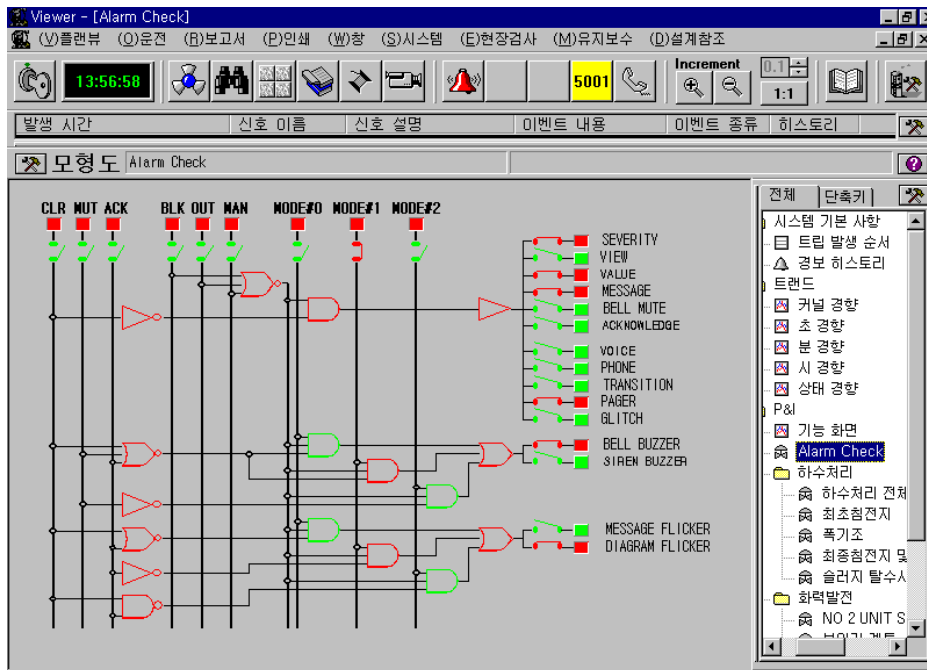 Viewer - [Alarm Check]
(V)플랜뷰 (O)운전 (R)보고서 (P)인쇄 (W)창 (S)시스템 (E)현장검사 (M)유지보수 (D)설계참조
13:56:58
5001
Increment
0.1
1:1
발생 시간 신호 이름 신호 설명 이벤트 내용 이벤트 종류 히스토리
모형도 Alarm Check
CLR MUT ACK BLK OUT MAN MODE#0 MODE#1 MODE#2
SEVERITY
VIEW
VALUE
MESSAGE
BELL MUTE
ACKNOWLEDGE
VOICE
PHONE
TRANSITION
PAGER
GLITCH
BELL BUZZER
SIREN BUZZER
MESSAGE FLICKER
DIAGRAM FLICKER
전체 단축키
시스템 기본 사항
트립 발생 순서
경보 히스토리
트랜드
커널 경향
초 경향
분 경향
시 경향
상태 경향
P&I
기능 화면
Alarm Check
하수처리
하수처리 전체
최초침전지
폭기조
최종침전지 및
슬러지 탈수시
화력발전
NO 2 UNIT S